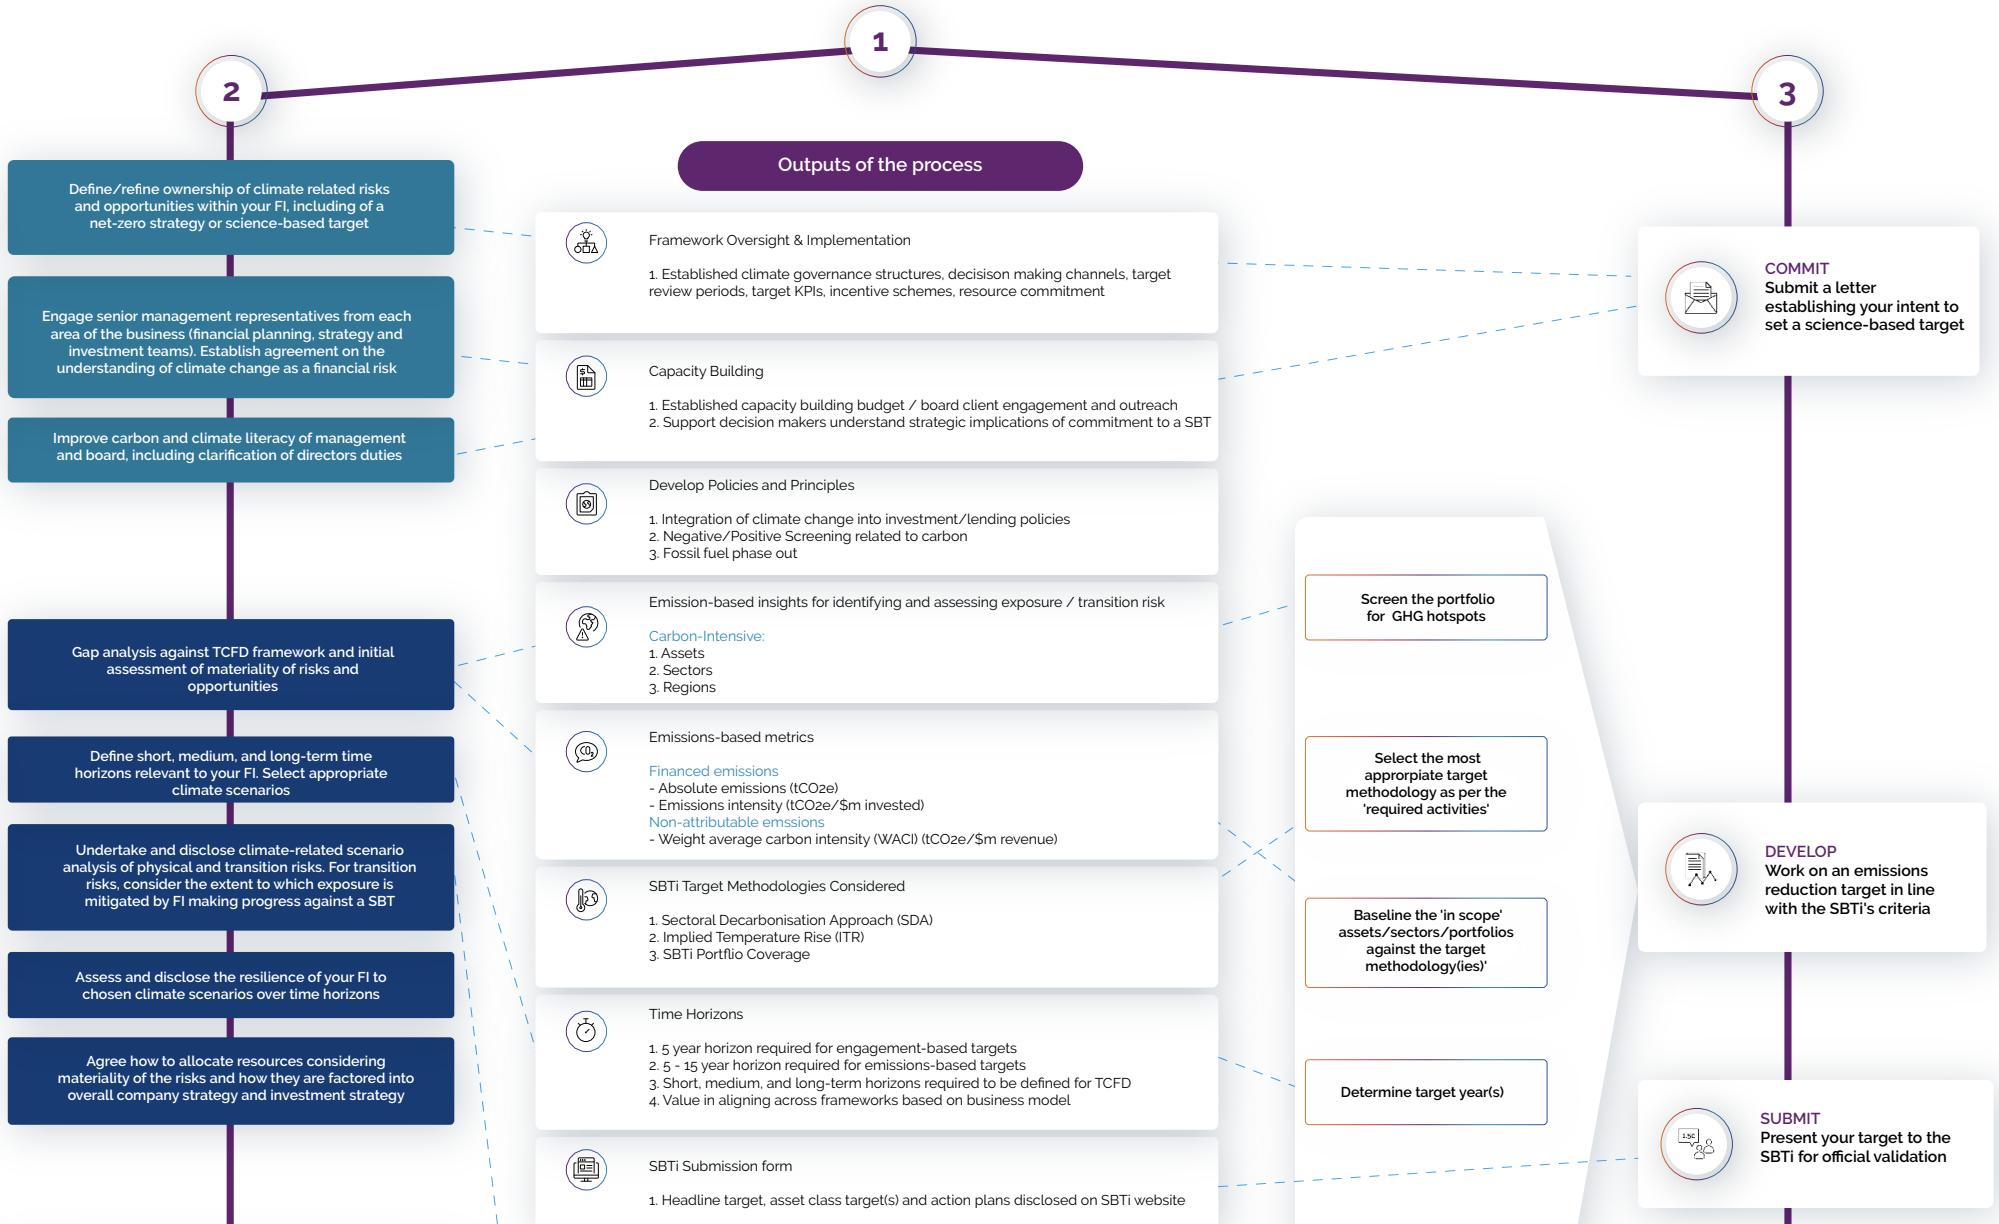 1
2
3
Define/refine ownership of climate related risks
and opportunities within your FI, including of a
net-zero strategy or science-based target
Engage senior management representatives from each
area of the business (financial planning, strategy and
investment teams). Establish agreement on the
understanding of climate change as a financial risk
Improve carbon and climate literacy of management
and board, including clarification of directors duties
Gap analysis against TCFD framework and initial
assessment of materiality of risks and
opportunities
Define short, medium, and long-term time
horizons relevant to your FI. Select appropriate
climate scenarios
Undertake and disclose climate-related scenario
analysis of physical and transition risks. For transition
risks, consider the extent to which exposure is
mitigated by FI making progress against a SBT
Assess and disclose the resilience of your FI to
chosen climate scenarios over time horizons
Agree how to allocate resources considering
materiality of the risks and how they are factored into
overall company strategy and investment strategy
Outputs of the process
Framework Oversight & Implementation
1. Established climate governance structures, decisison making channels, target
review periods, target KPIs, incentive schemes, resource commitment
Capacity Building
1. Established capacity building budget / board client engagement and outreach
2. Support decision makers understand strategic implications of commitment to a SBT
Develop Policies and Principles
1. Integration of climate change into investment/lending policies
2. Negative/Positive Screening related to carbon
3. Fossil fuel phase out
Emission-based insights for identifying and assessing exposure / transition risk
Carbon-Intensive:
1. Assets
2. Sectors
3. Regions
CO2
Emissions-based metrics
Financed emissions
- Absolute emissions (tCO2e)
- Emissions intensity (tCO2e/$m invested)
Non-attributable emssions
- Weight average carbon intensity (WACI) (tCO2e/$m revenue)
SBTi Target Methodologies Considered
1. Sectoral Decarbonisation Approach (SDA)
2. Implied Temperature Rise (ITR)
3. SBTi Portflio Coverage
Time Horizons
1. 5 year horizon required for engagement-based targets
2. 5 - 15 year horizon required for emissions-based targets
3. Short, medium, and long-term horizons required to be defined for TCFD
4. Value in aligning across frameworks based on business model
SBTi Submission form
1. Headline target, asset class target(s) and action plans disclosed on SBTi website
Screen the portfolio
for GHG hotspots
Select the most
approrpiate target
methodology as per the
'required activities'
Baseline the 'in scope'
assets/sectors/portfolios
against the target
methodology(ies)'
Determine target year(s)
COMMIT
Submit a letter
establishing your intent to
set a science-based target
DEVELOP
Work on an emissions
reduction target in line
with the SBTi's criteria
1.5C
SUBMIT
Present your target to the
SBTi for official validation